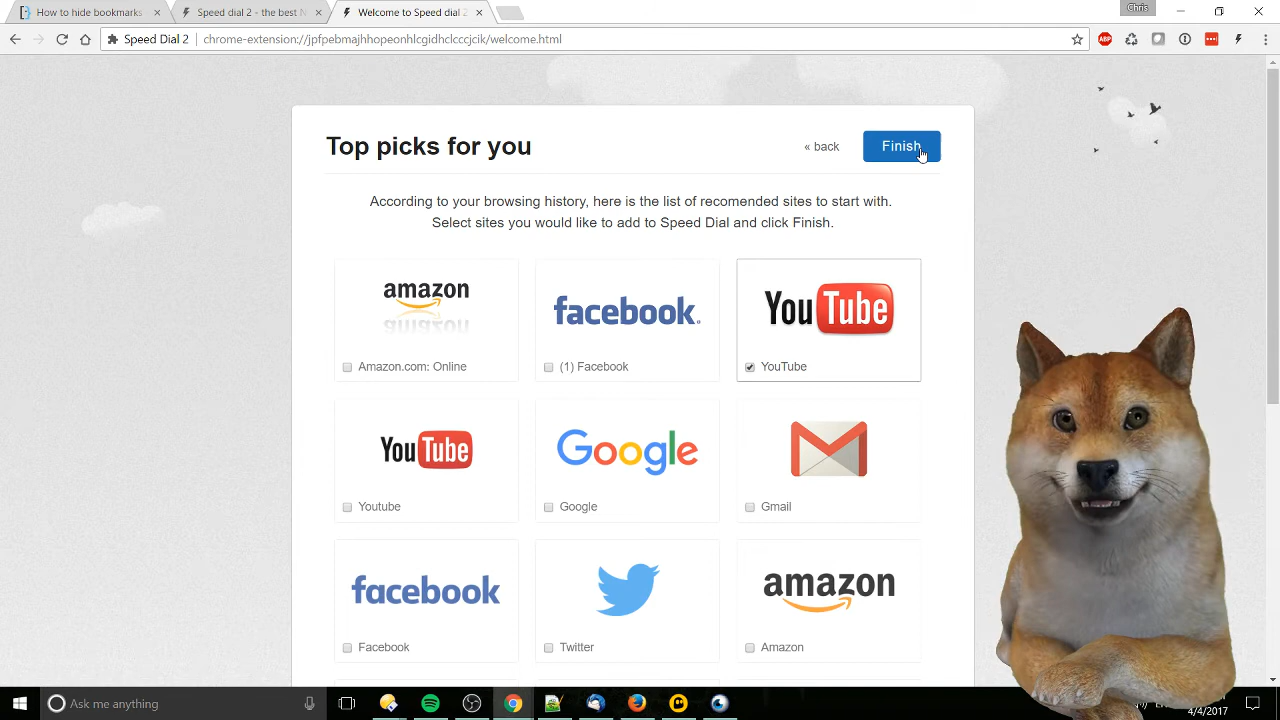 How to hide bookmarks
Speed dial 2 - the best N
Welcome to Speed dial 2
Chris
Speed Dial 2
chrome-extension://jpfpebmajhhopeonhlcgidhclcccjcik/welcome.html
ABP
Top picks for you
« back
Finish
According to your browsing history, here is the list of recomended sites to start with.
Select sites you would like to add to Speed Dial and click Finish.
amazon
facebook.
YouTube
Amazon.com: Online
(1) Facebook
YouTube
YouTube
Google
Youtube
Google
Gmail
facebook
amazon
Facebook
Twitter
Amazon
Ask me anything
4/4/2017